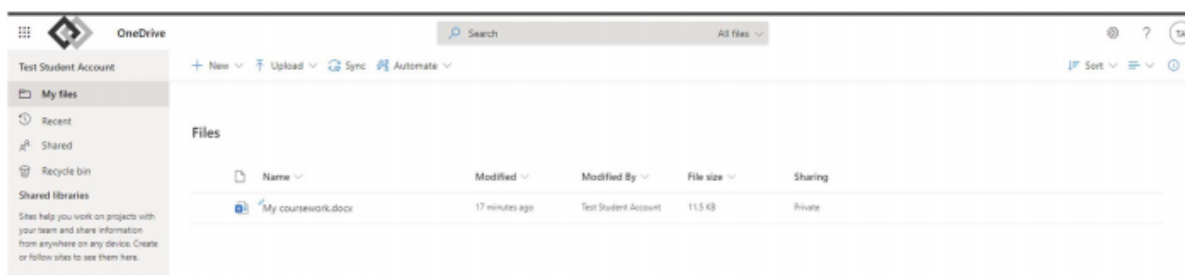 OneDrive
Search
All files
TA
Test Student Account
New Upload Sync Automate
Sort
My files
Recent
Shared
Recycle bin
Shared libraries
Sites help you work on projects with
your team and share information
from anywhere on any device. Create
or follow sites to see them here.
Files
Name Modified Modified By File size Sharing
My coursework.docx 17 minutes ago Test Student Account 11.5 KB Private